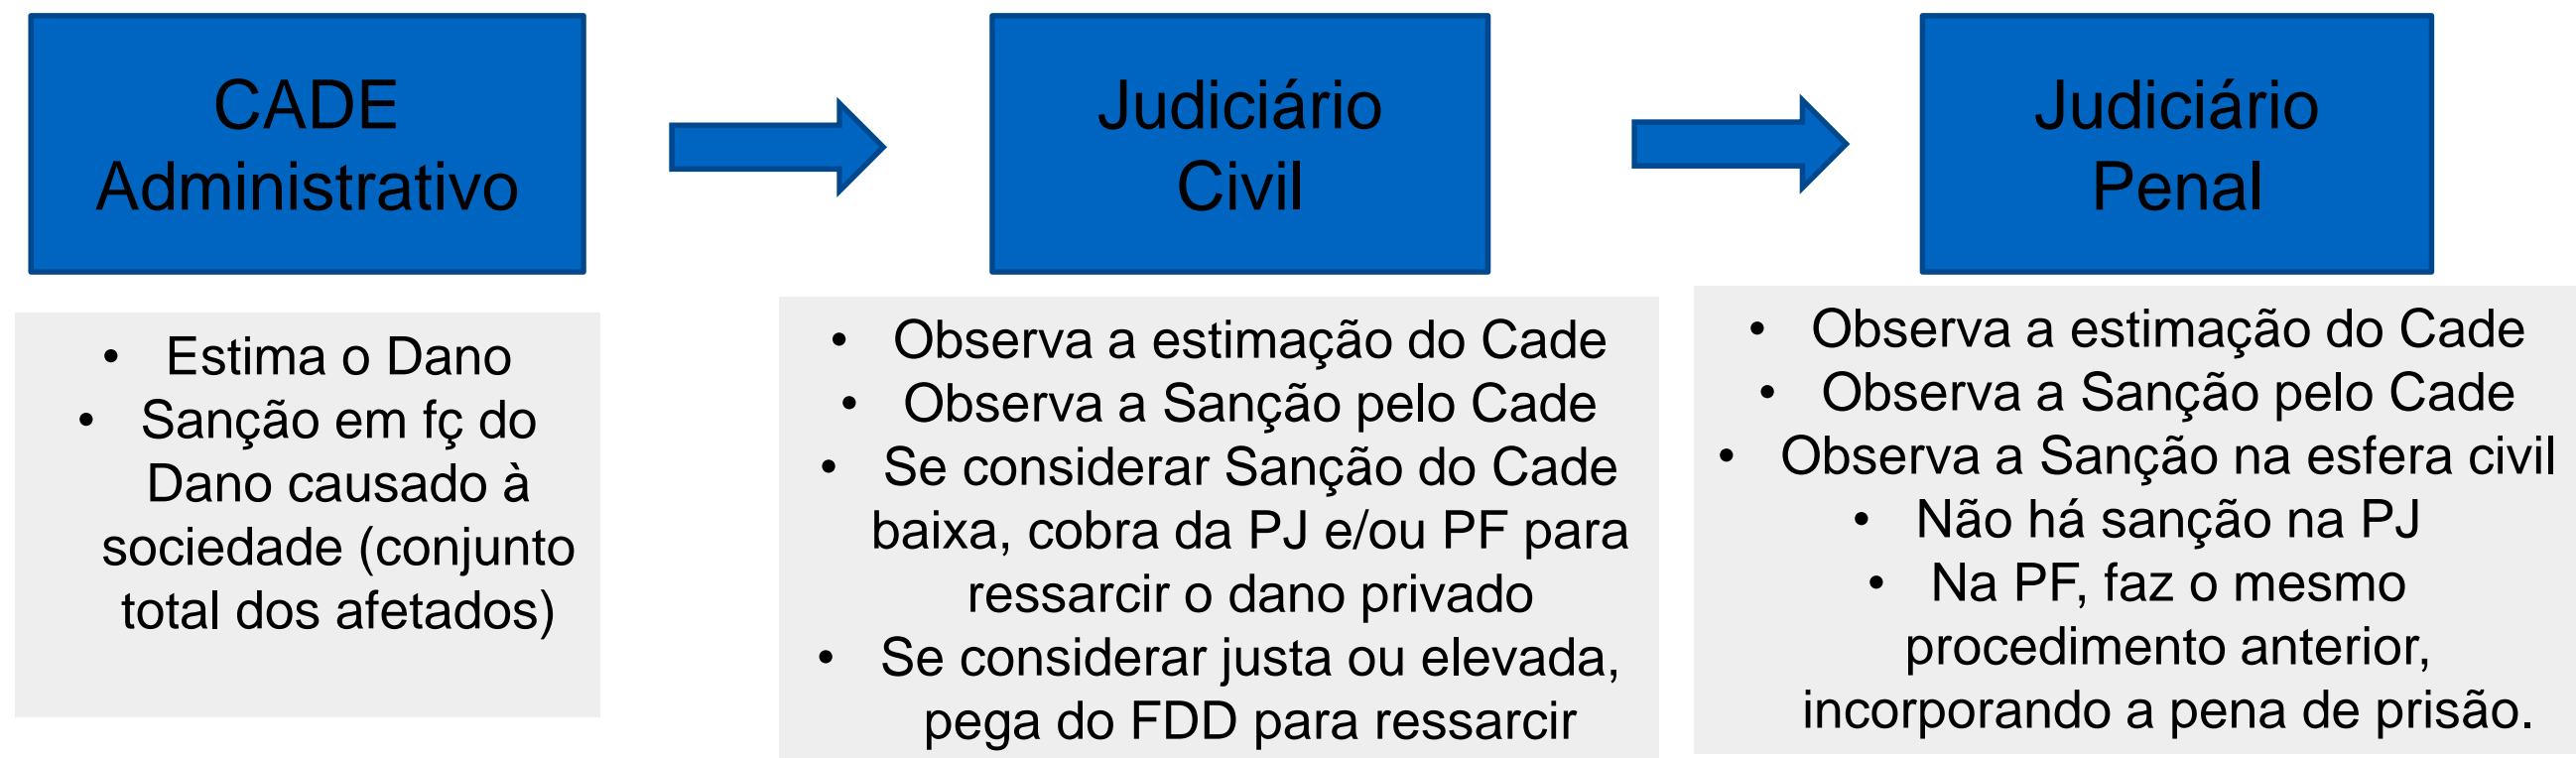 CADE
Administrativo
Judiciário
Civil
Judiciário
Penal
• Estima o Dano
• Sanção em fç do
Dano causado à
sociedade (conjunto
total dos afetados)
• Observa a estimação do Cade
• Observa a Sanção pelo Cade
• Se considerar Sanção do Cade
baixa, cobra da PJ e/ou PF para
ressarcir o dano privado
• Se considerar justa ou elevada,
pega do FDD para ressarcir
• Observa a estimação do Cade
• Observa a Sanção pelo Cade
• Observa a Sanção na esfera civil
• Não há sanção na PJ
• Na PF, faz o mesmo
procedimento anterior,
incorporando a pena de prisão.